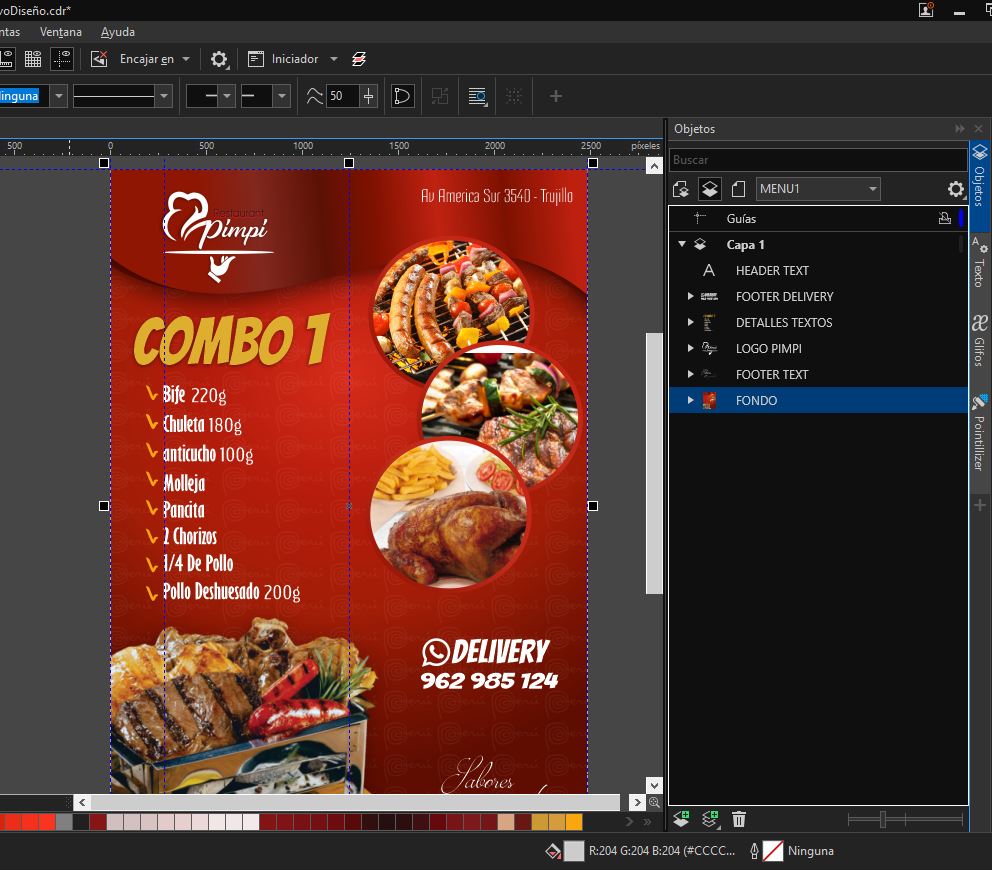 voDiseño.cdr*
ntas Ventana Ayuda
Encajar en Iniciador
inguna 50
500 0 500 1000 1500 2000 2500 píxeles
Objetos
Buscar
MENU1
Guías
Capa 1
HEADER TEXT
FOOTER DELIVERY
DETALLES TEXTOS
LOGO PIMPI
FOOTER TEXT
FONDO
Objetos
Texto
Glifos
Pointillizer
Av America Sur 3540 - Trujillo
Restaurant
Pimpi
COMBO 1
Bife 220g
Chuleta 180g
anticucho 100g
Molleja
Pancita
2 Chorizos
1/4 De Pollo
Pollo Deshuesado 200g
DELIVERY
962 985 124
Sabores
R:204 G:204 B:204 (#CCCC... Ninguna